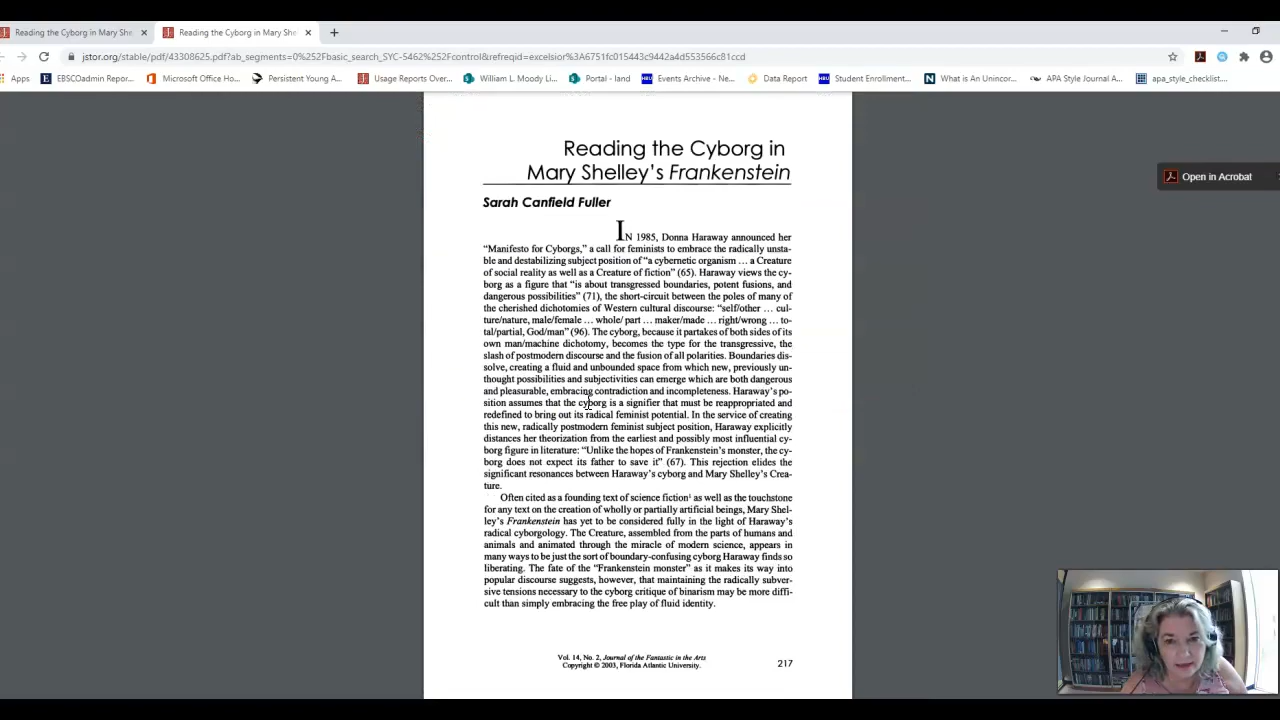 Reading the Cyborg in Mary She
Reading the Cyborg in Mary She
jstor.org/stable/pdf/43308625.pdf?ab_segments=0%252Fbasic_search_SYC-5462%252Fcontrol&refreqid=excelsior%3A6751fc015443c9442a4d553566c81ccd
Apps EBSCOadmin Repor... Microsoft Office Ho... Persistent Young A... Usage Reports Over... William L. Moody Li... Portal - land Events Archive - Ne... Data Report Student Enrollment... What is An Unincor... APA Style Journal A... apa_style_checklist....
Reading the Cyborg in
Mary Shelley's Frankenstein
Open in Acrobat
Sarah Canfield Fuller
IN 1985, Donna Haraway announced her
"Manifesto for Cyborgs," a call for feminists to embrace the radically unsta-
ble and destabilizing subject position of "a cybernetic organism ... a Creature
of social reality as well as a Creature of fiction" (65). Haraway views the cy-
borg as a figure that "is about transgressed boundaries, potent fusions, and
dangerous possibilities" (71), the short-circuit between the poles of many of
the cherished dichotomies of Western cultural discourse: "self/other ... cul-
ture/nature, male/female ... whole/ part ... maker/made ... right/wrong ... to-
tal/partial, God/man" (96). The cyborg, because it partakes of both sides of its
own man/machine dichotomy, becomes the type for the transgressive, the
slash of postmodern discourse and the fusion of all polarities. Boundaries dis-
solve, creating a fluid and unbounded space from which new, previously un-
thought possibilities and subjectivities can emerge which are both dangerous
and pleasurable, embracing contradiction and incompleteness. Haraway's po-
sition assumes that the cyborg is a signifier that must be reappropriated and
redefined to bring out its radical feminist potential. In the service of creating
this new, radically postmodern feminist subject position, Haraway explicitly
distances her theorization from the earliest and possibly most influential cy-
borg figure in literature: "Unlike the hopes of Frankenstein's monster, the cy-
borg does not expect its father to save it" (67). This rejection elides the
significant resonances between Haraway's cyborg and Mary Shelley's Crea-
ture.
Often cited as a founding text of science fiction¹ as well as the touchstone
for any text on the creation of wholly or partially artificial beings, Mary Shel-
ley's Frankenstein has yet to be considered fully in the light of Haraway's
radical cyborgology. The Creature, assembled from the parts of humans and
animals and animated through the miracle of modern science, appears in
many ways to be just the sort of boundary-confusing cyborg Haraway finds so
liberating. The fate of the "Frankenstein monster" as it makes its way into
popular discourse suggests, however, that maintaining the radically subver-
sive tensions necessary to the cyborg critique of binarism may be more diffi-
cult than simply embracing the free play of fluid identity.
Vol. 14, No. 2, Journal of the Fantastic in the Arts
Copyright © 2003, Florida Atlantic University.
217